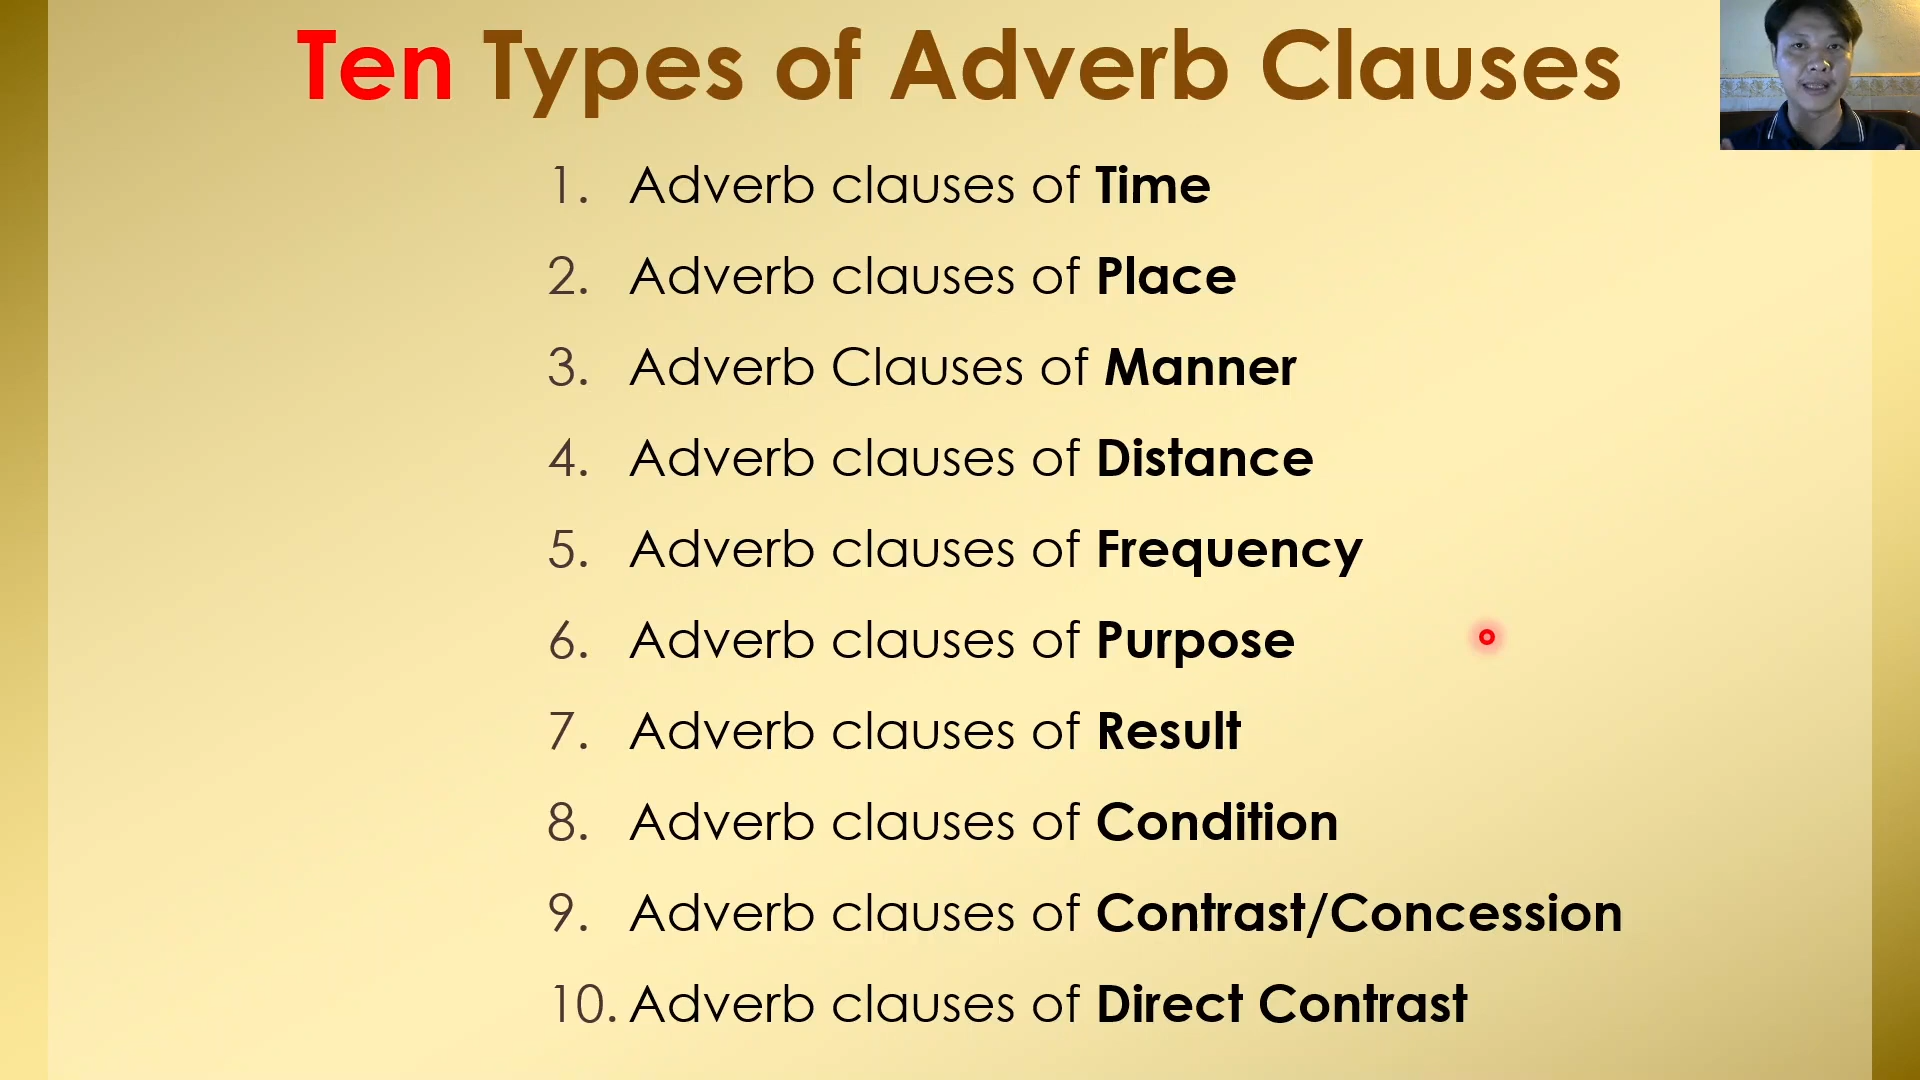 Ten Types of Adverb Clauses
1. Adverb clauses of Time
2. Adverb clauses of Place
3. Adverb Clauses of Manner
4. Adverb clauses of Distance
5. Adverb clauses of Frequency
6. Adverb clauses of Purpose
7. Adverb clauses of Result
8. Adverb clauses of Condition
9. Adverb clauses of Contrast/Concession
10. Adverb clauses of Direct Contrast